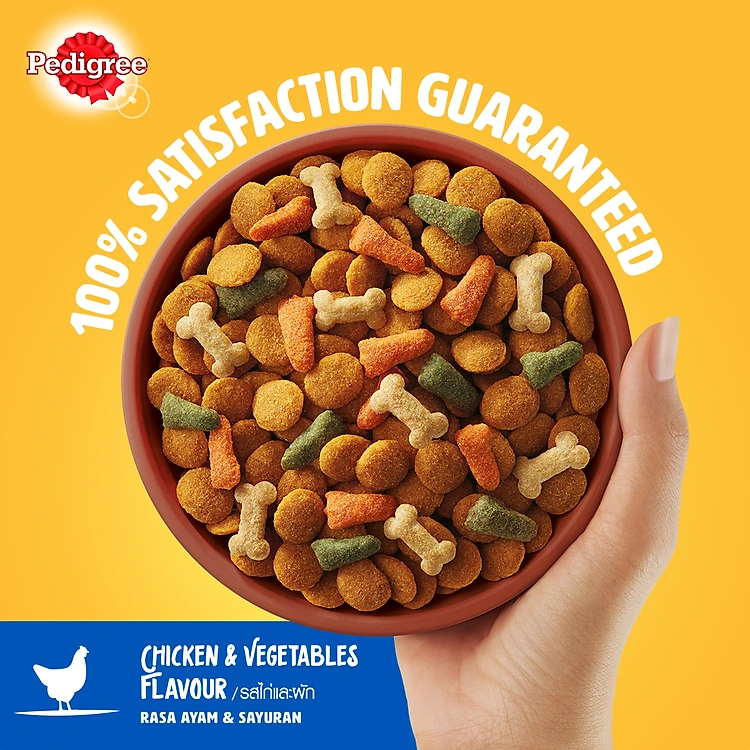 Pedigree
100% SATISFACTION GUARANTEED
CHICKEN & VEGETABLES
FLAVOUR / รสไก่และผัก
RASA AYAM & SAYURAN